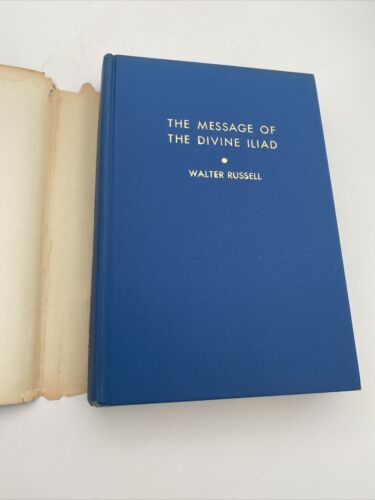 THE MESSAGE OF
THE DIVINE ILIAD
WALTER RUSSELL